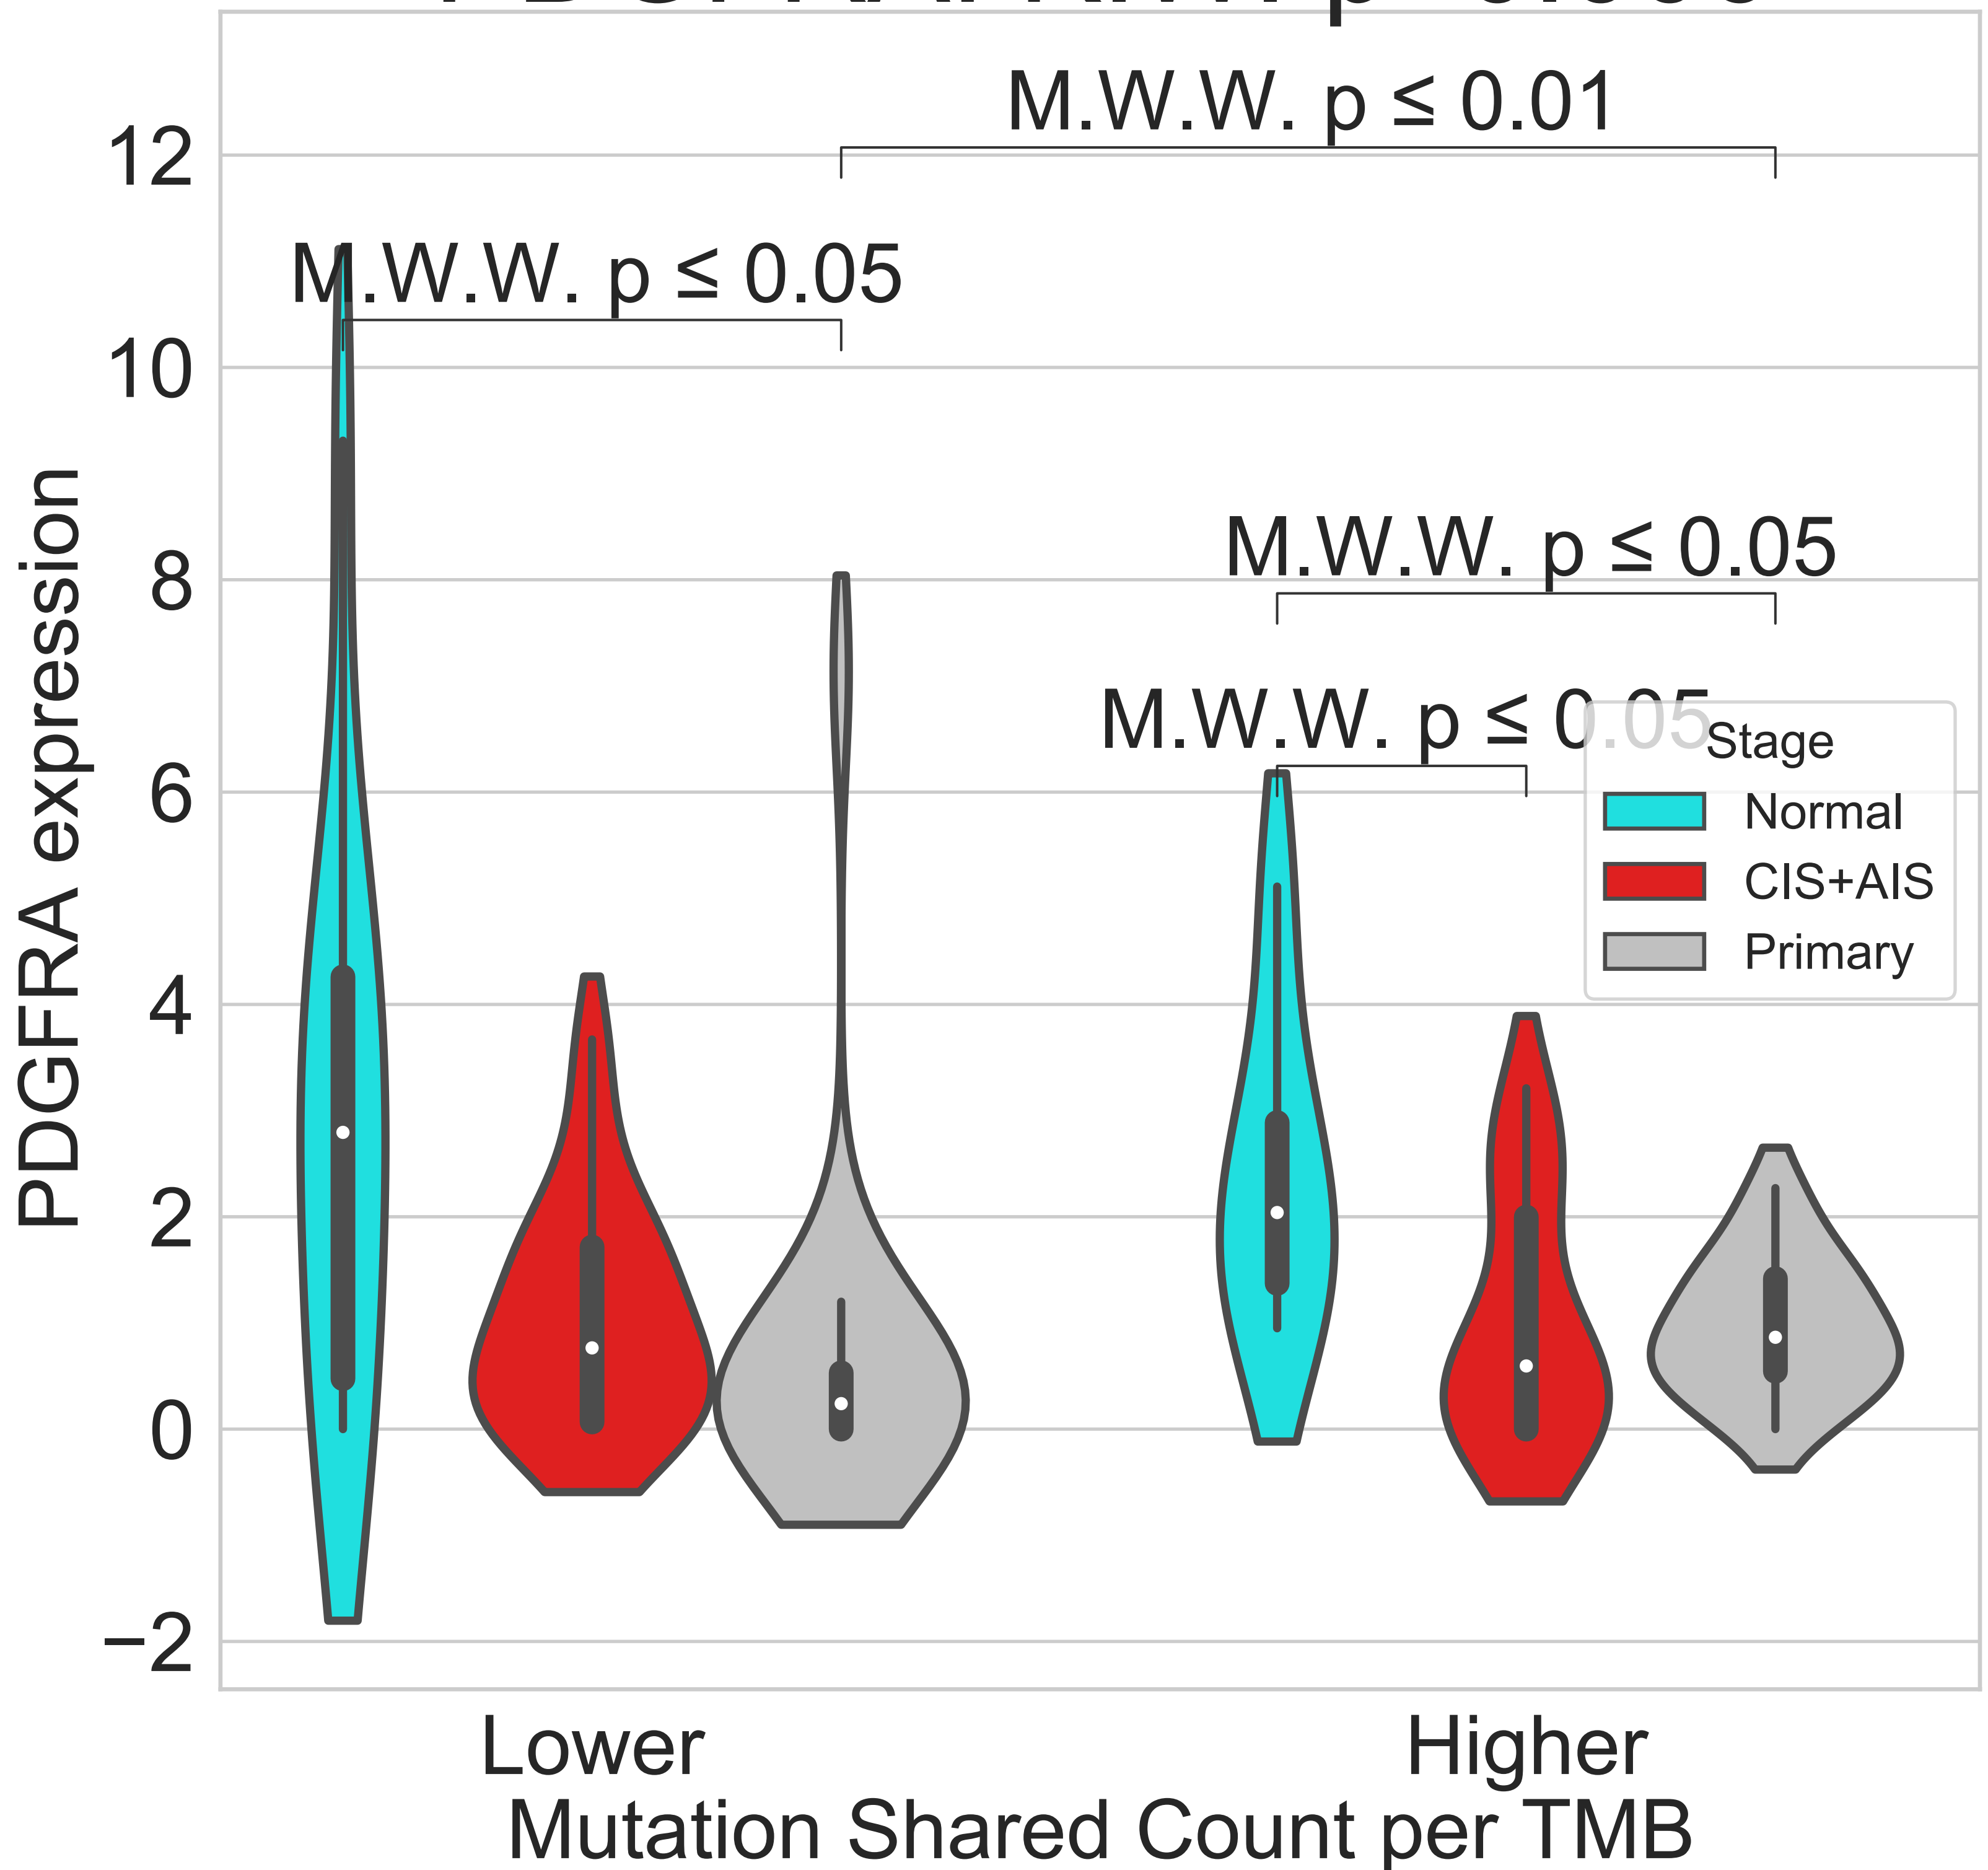 M.W.W. p ≤ 0.01
12
M.W.W. p ≤ 0.05
10
M.W.W. p ≤ 0.05
8
M.W.W. p ≤ 0.05
Stage
6
Normal
CIS+AIS
Primary
4
2
0
−2
PDGFRA expression
Lower
Higher
Mutation Shared Count per TMB